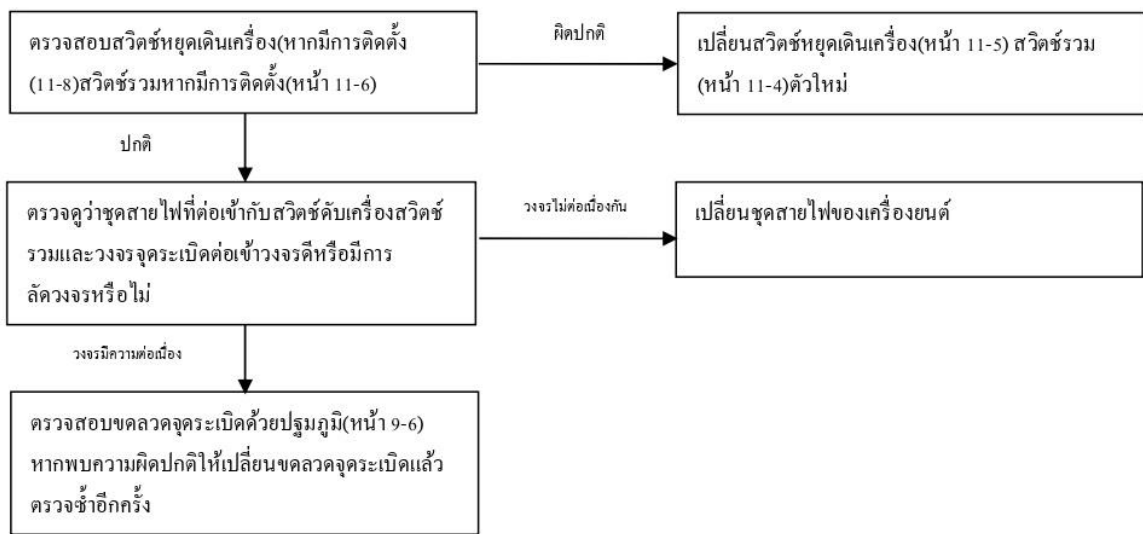 ตรวจสอบสวิตช์หยุดเดินเครื่อง(หากมีการติดตั้ง
(11-8)สวิตช์รวมหากมีการติดตั้ง(หน้า 11-6)
ผิดปกติ
เปลี่ยนสวิตช์หยุดเดินเครื่อง(หน้า 11-5) สวิตช์รวม
(หน้า 11-4)ตัวใหม่
ปกติ
ตรวจดูว่าชุดสายไฟที่ต่อเข้ากับสวิตช์ดับเครื่องสวิตช์
รวมและวงจรจุดระเบิดต่อเข้าวงจรดีหรือมีการ
ลัดวงจรหรือไม่
วงจรไม่ต่อเนื่องกัน
เปลี่ยนชุดสายไฟของเครื่องยนต์
วงจรมีความต่อเนื่อง
ตรวจสอบขดลวดจุดระเบิดด้วยปฐมภูมิ(หน้า 9-6)
หากพบความผิดปกติให้เปลี่ยนขดลวดจุดระเบิดแล้ว
ตรวจซ้ำอีกครั้ง